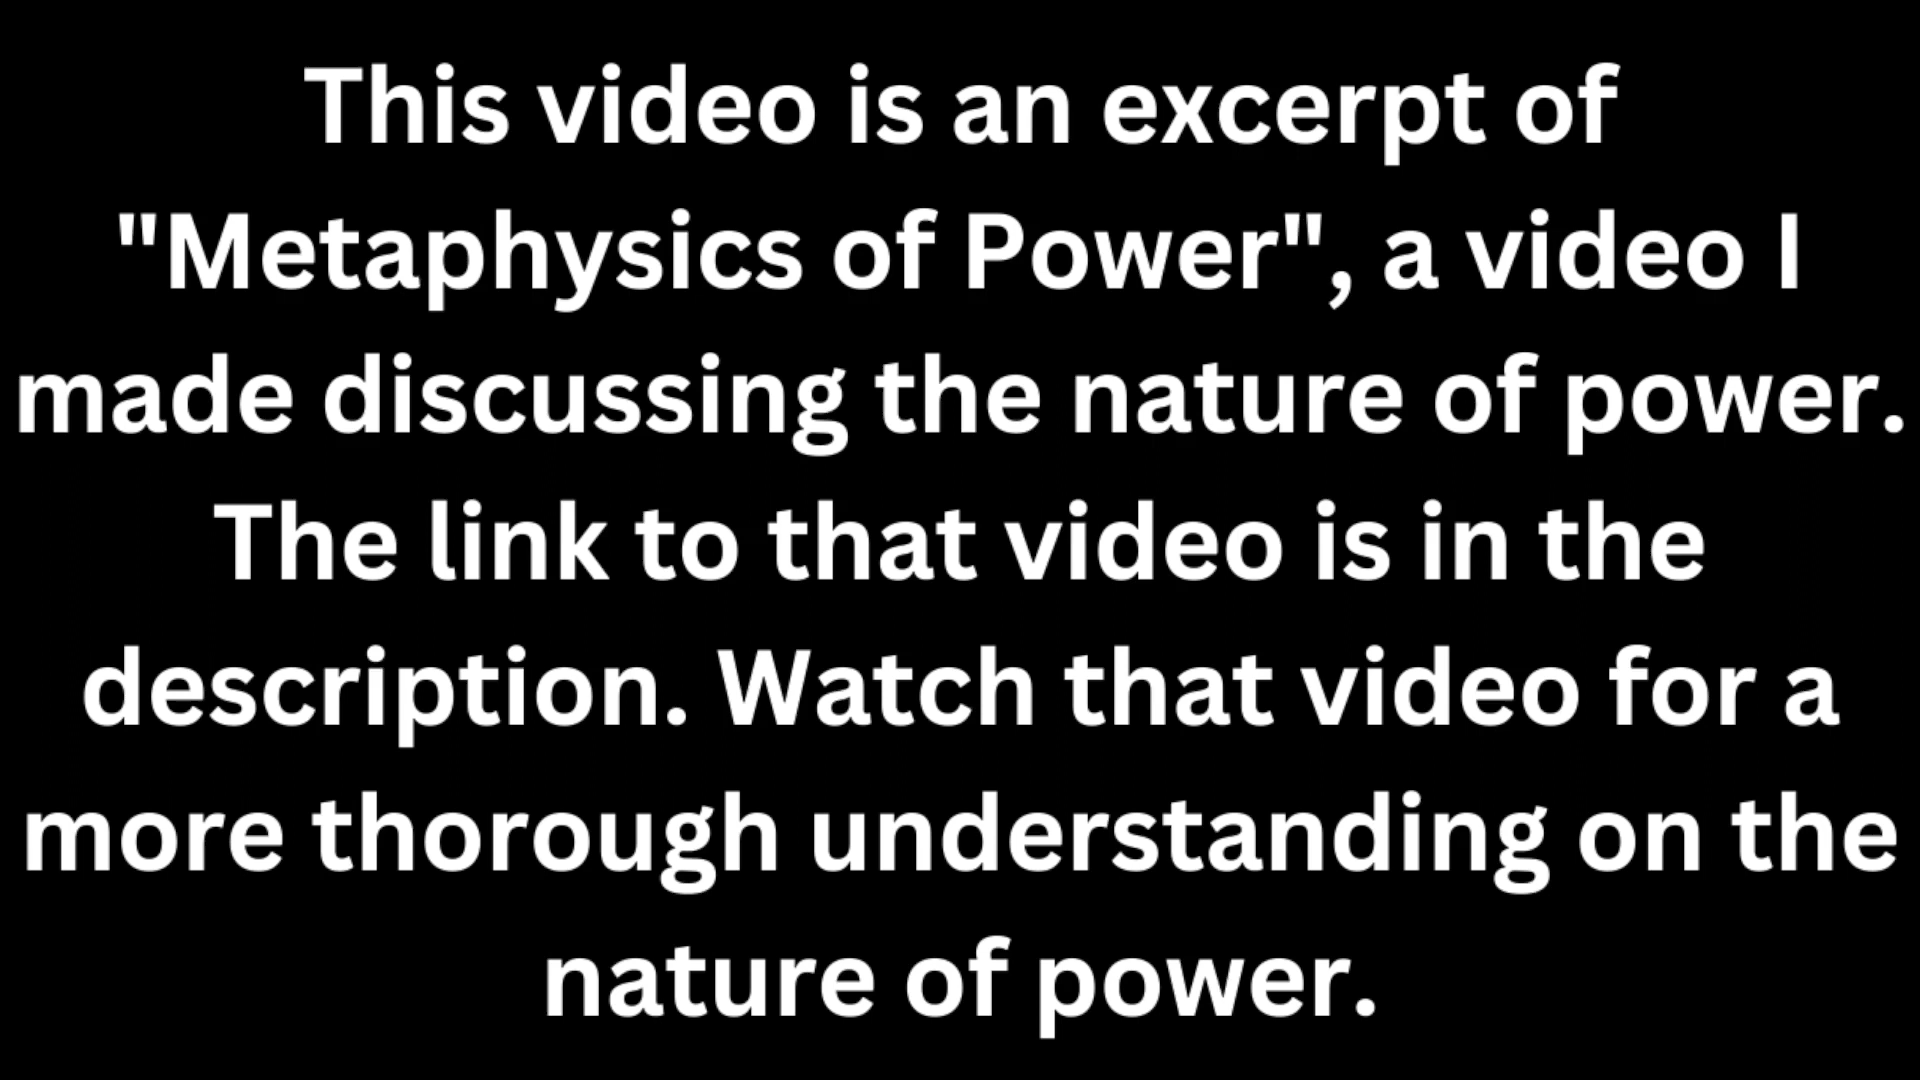 This video is an excerpt of
"Metaphysics of Power", a video I
made discussing the nature of power.
The link to that video is in the
description. Watch that video for a
more thorough understanding on the
nature of power.